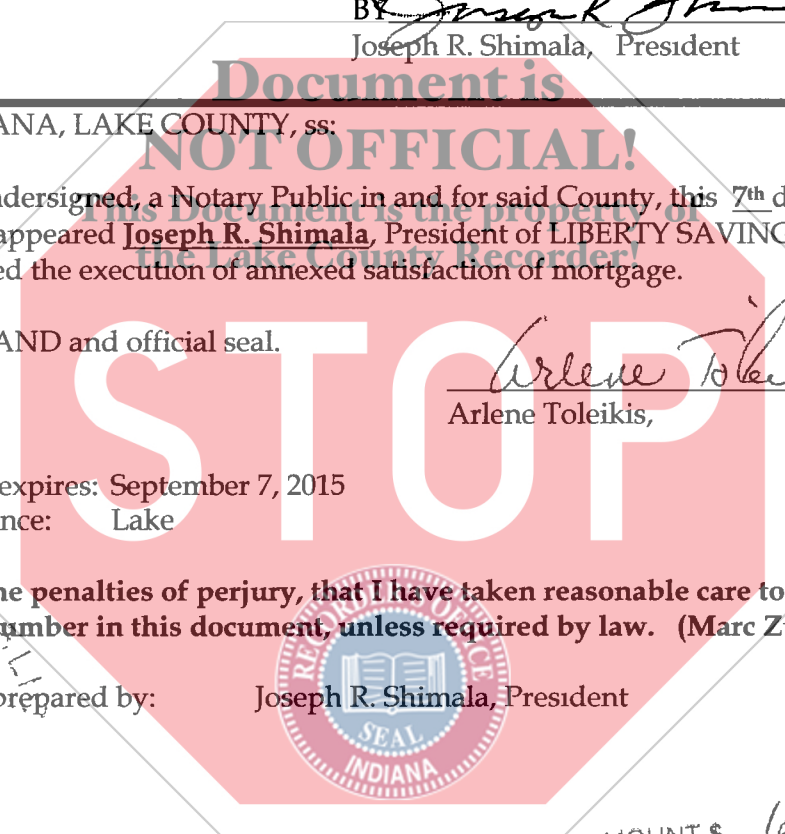 BY
Joseph R. Shimala, President
Document is
ANA, LAKE COUNTY, ss:
NOT OFFICIAL!
ndersigned, a Notary Public in and for said County, this 7th d
This Document is the property of
appeared Joseph R. Shimala, President of LIBERTY SAVING
the Lake County Recorder!
ed the execution of annexed satisfaction of mortgage.
AND and official seal.
STOP
Arlene Toleikis,
expires: September 7, 2015
nce: Lake
he penalties of perjury, that I have taken reasonable care to
umber in this document, unless required by law. (Marc Z
RECORDER'S OFFICE
prepared by: Joseph R. Shimala, President
SEAL
INDIANA